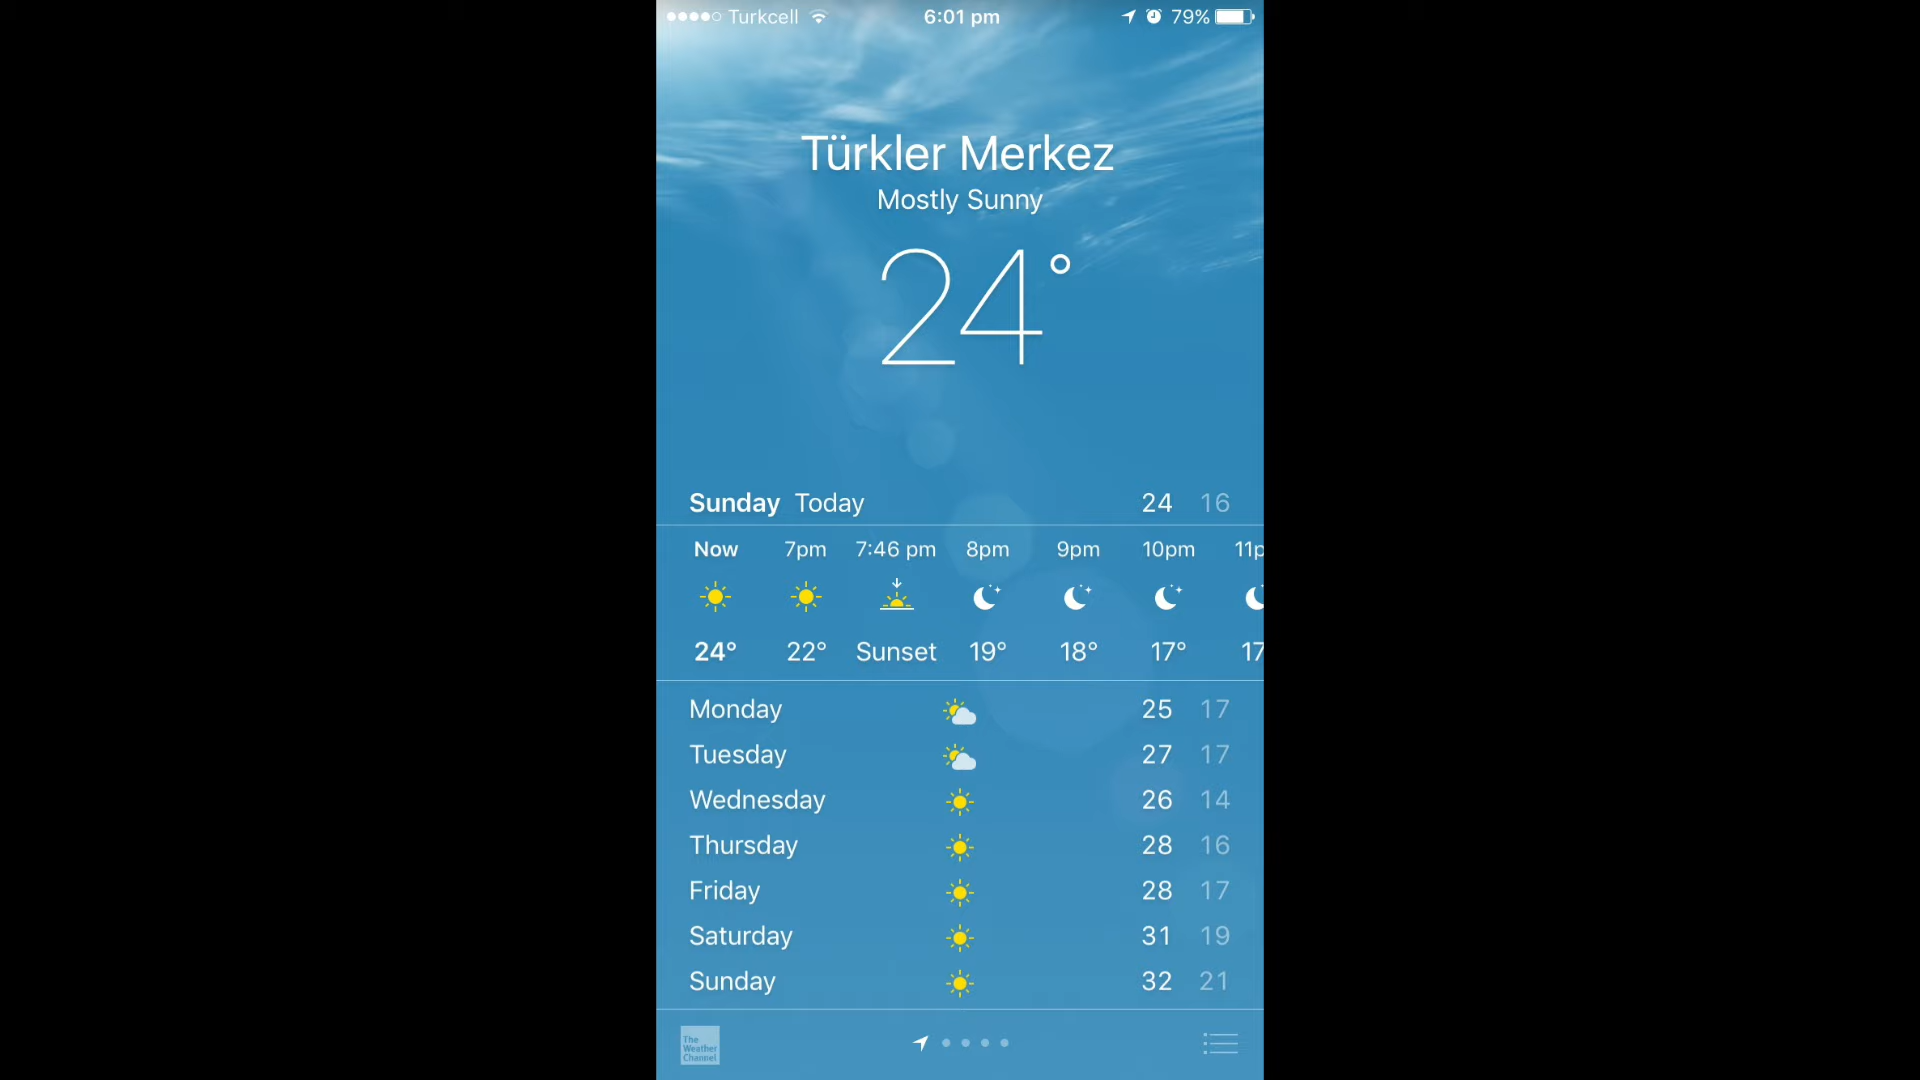 Turkcell 6:01 pm 79%
Türkler Merkez
Mostly Sunny
24°
Sunday Today 24 16
Now 7pm 7:46 pm 8pm 9pm 10pm 11p
24° 22° Sunset 19° 18° 17° 17
Monday 25 17
Tuesday 27 17
Wednesday 26 14
Thursday 28 16
Friday 28 17
Saturday 31 19
Sunday 32 21
The
Weather
Channel